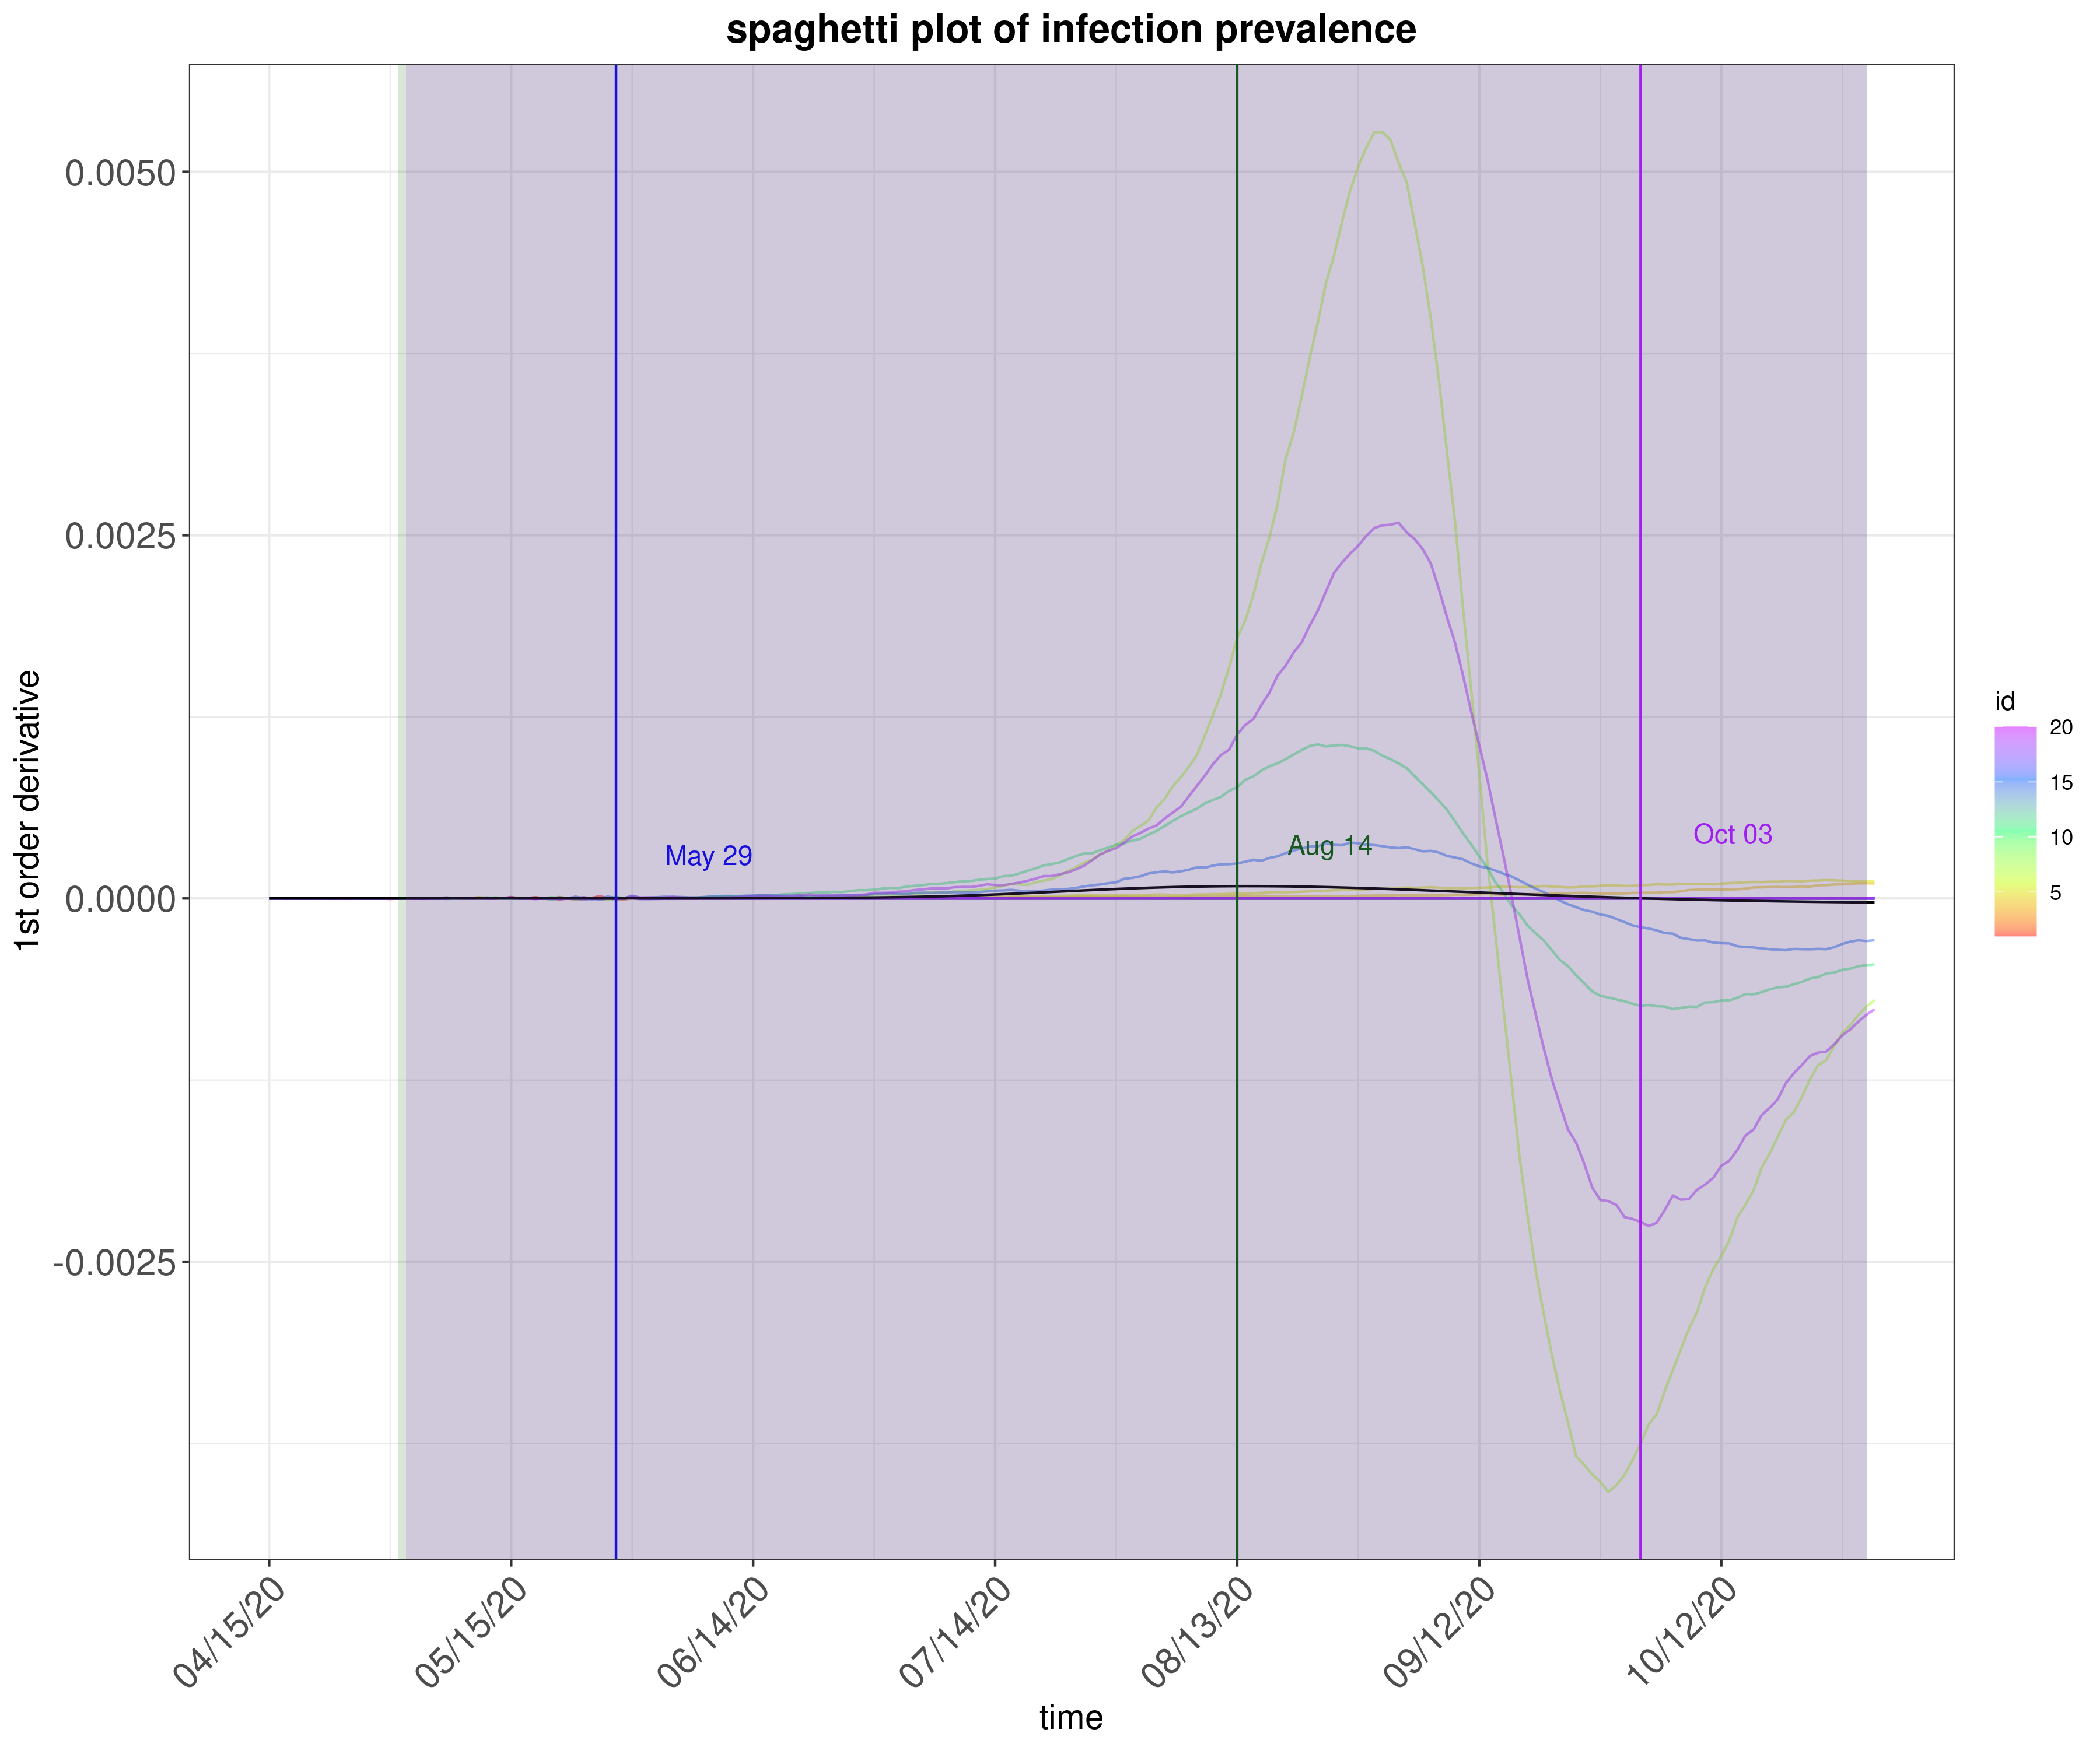 spaghetti plot of infection prevalence
0.0050
0.0025
0.0000
-0.0025
1st order derivative
May 29
Aug 14
Oct 03
04/15/20
05/15/20
06/14/20
07/14/20
08/13/20
09/12/20
10/12/20
time
id
20
15
10
5